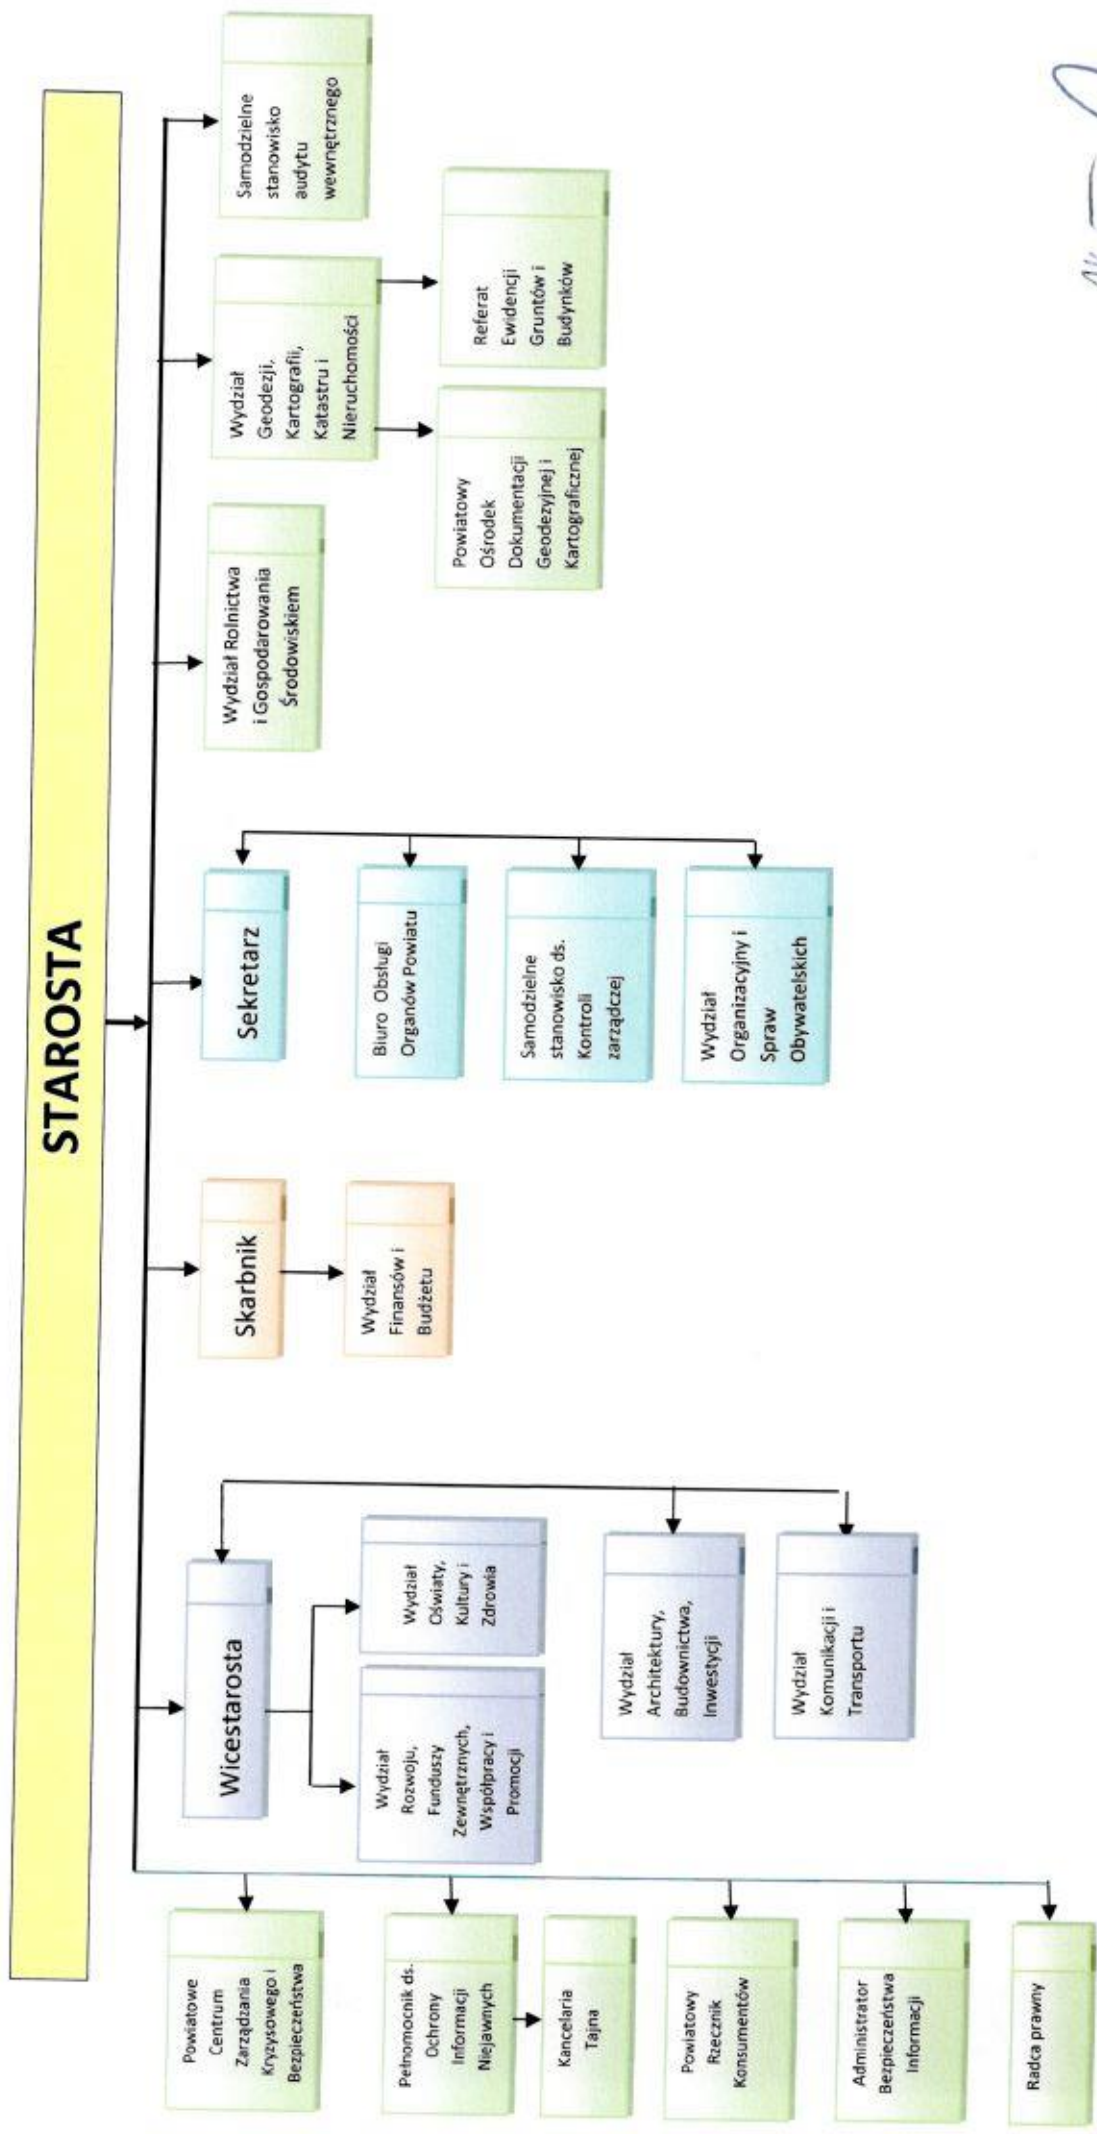 STAROSTA
Powiatowe
Centrum
Zarządzania
Kryzysowego i
Bezpieczeństwa
Pełnomocnik ds.
Ochrony
Informacji
Niejawnych
Kancelaria
Tajna
Powiatowy
Rzecznik
Konsumentów
Administrator
Bezpieczeństwa
Informacji
Radca prawny
Wicestarosta
Wydział
Rozwoju,
Funduszy
Zewnętrznych,
Współpracy i
Promocji
Wydział
Oświaty,
Kultury i
Zdrowia
Wydział
Architektury,
Budownictwa,
Inwestycji
Wydział
Komunikacji i
Transportu
Skarbnik
Wydział
Finansów i
Budżetu
Sekretarz
Biuro Obsługi
Organów Powiatu
Samodzielne
stanowisko ds.
Kontroli
zarządczej
Wydział
Organizacyjny i
Spraw
Obywatelskich
Wydział Rolnictwa
i Gospodarowania
Środowiskiem
Wydział
Geodezji,
Kartografii,
Katastru i
Nieruchomości
Powiatowy
Ośrodek
Dokumentacji
Geodezyjnej i
Kartograficznej
Referat
Ewidencji
Gruntów i
Budynków
Samodzielne
stanowisko
audytu
wewnętrznego